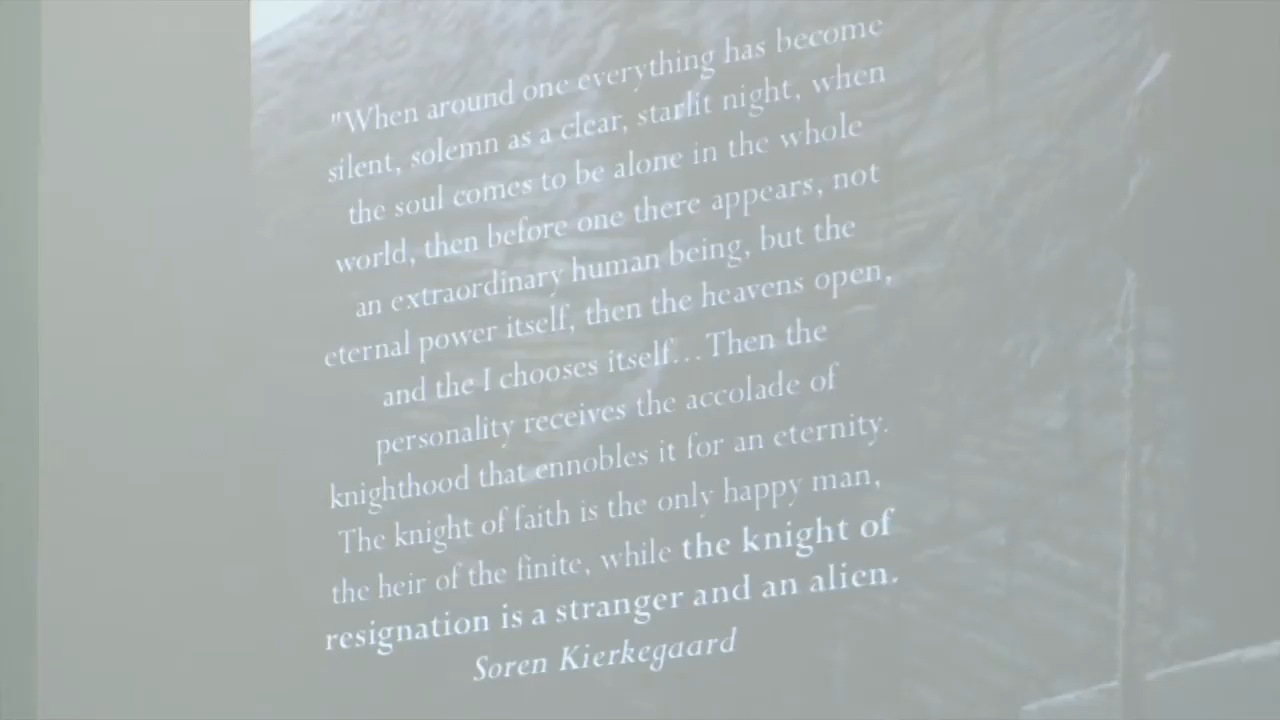 "When around one everything has become
silent, solemn as a clear, starlit night, when
the soul comes to be alone in the whole
world, then before one there appears, not
an extraordinary human being, but the
eternal power itself, then the heavens open,
and the I chooses itself... Then the
personality receives the accolade of
knighthood that ennobles it for an eternity.
The knight of faith is the only happy man,
the heir of the finite, while the knight of
resignation is a stranger and an alien.
Soren Kierkegaard